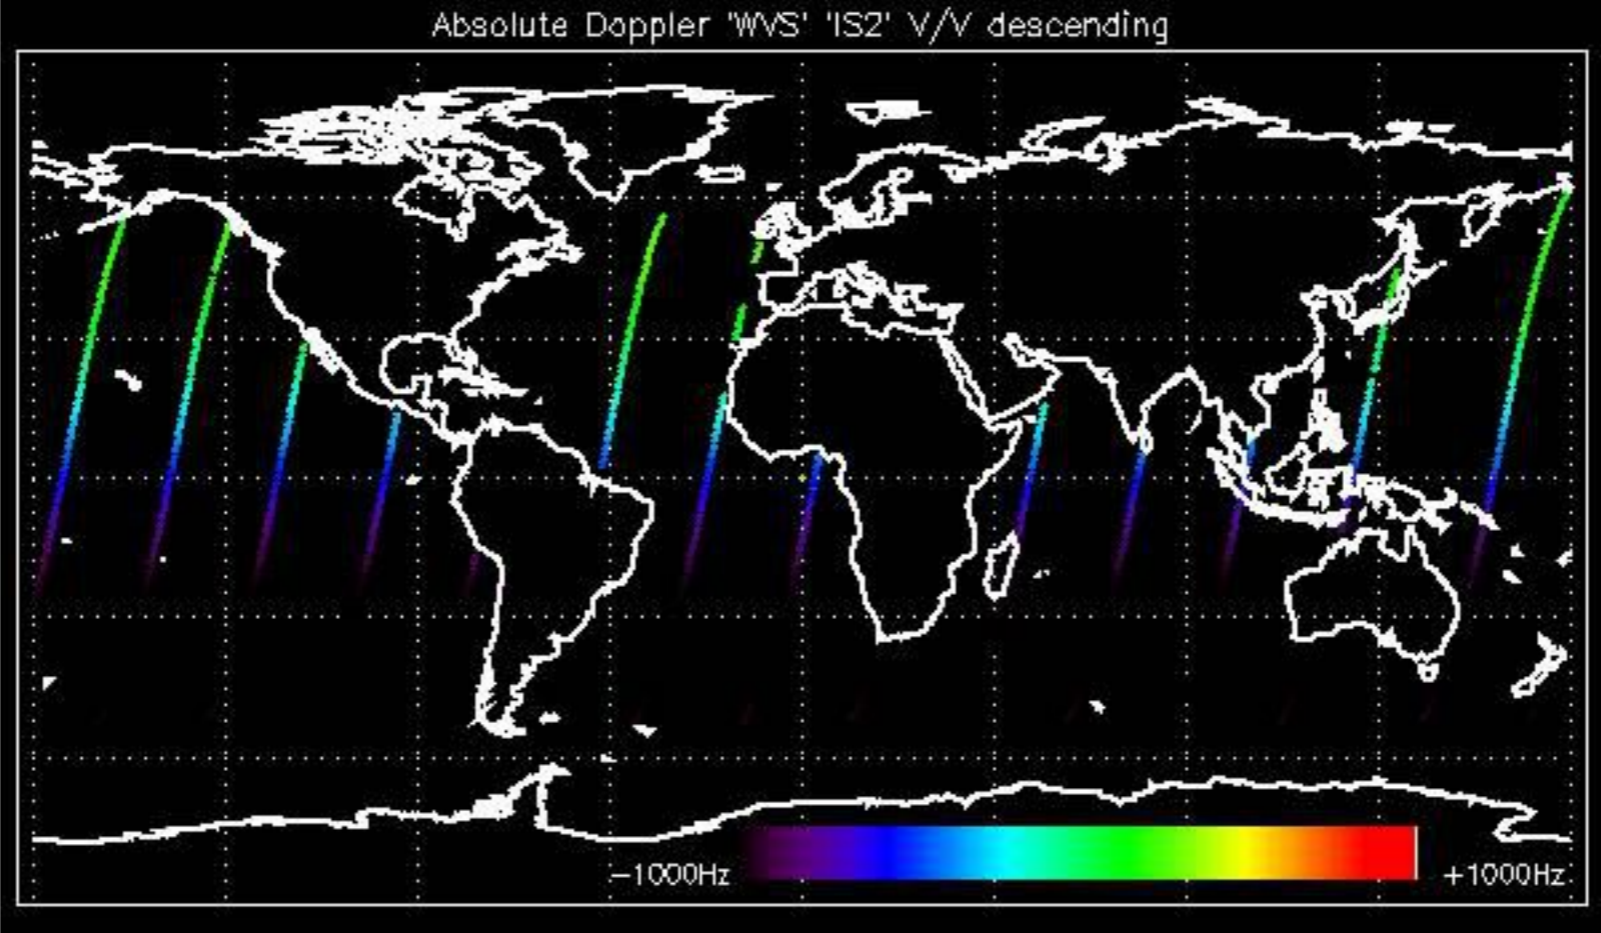 Absolute Doppler 'WVS' 'IS2' V/V descending
-1000Hz +1000Hz